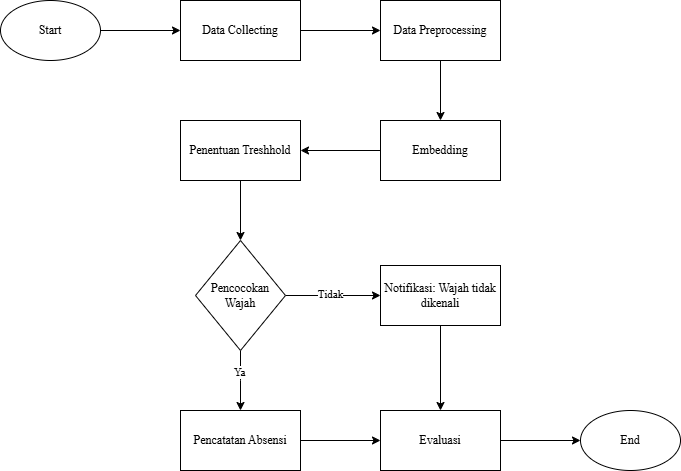 Start
Data Collecting
Data Preprocessing
Embedding
Penentuan Treshhold
Pencocokan
Wajah
Tidak
Notifikasi: Wajah tidak
dikenali
Ya
Pencatatan Absensi
Evaluasi
End